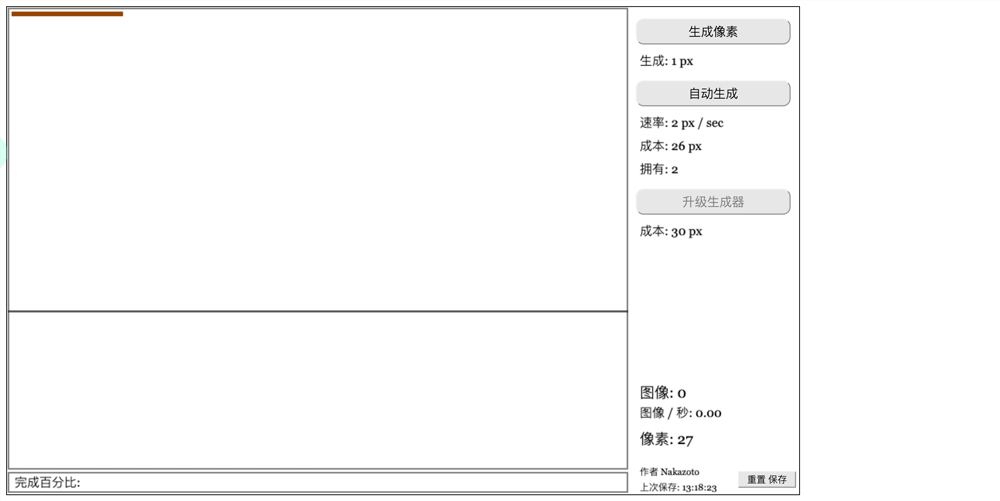 生成像素
生成: 1 px
自动生成
速率: 2 px / sec
成本: 26 px
拥有: 2
升级生成器
成本: 30 px
图像: 0
图像 / 秒: 0.00
像素: 27
作者 Nakazoto
上次保存: 13:18:23
重置 保存
完成百分比: